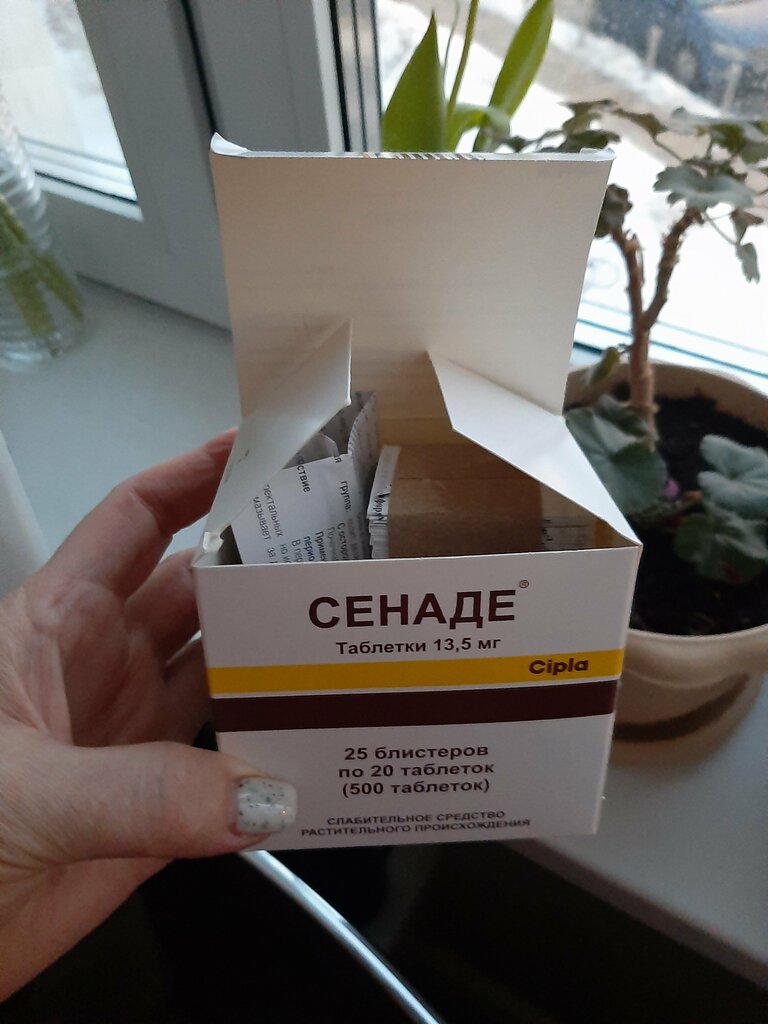 СЕНАДЕ®
Таблетки 13,5 мг
Cipla
25 блистеров
по 20 таблеток
(500 таблеток)
СЛАБИТЕЛЬНОЕ СРЕДСТВО
РАСТИТЕЛЬНОГО ПРОИСХОЖДЕНИЯ